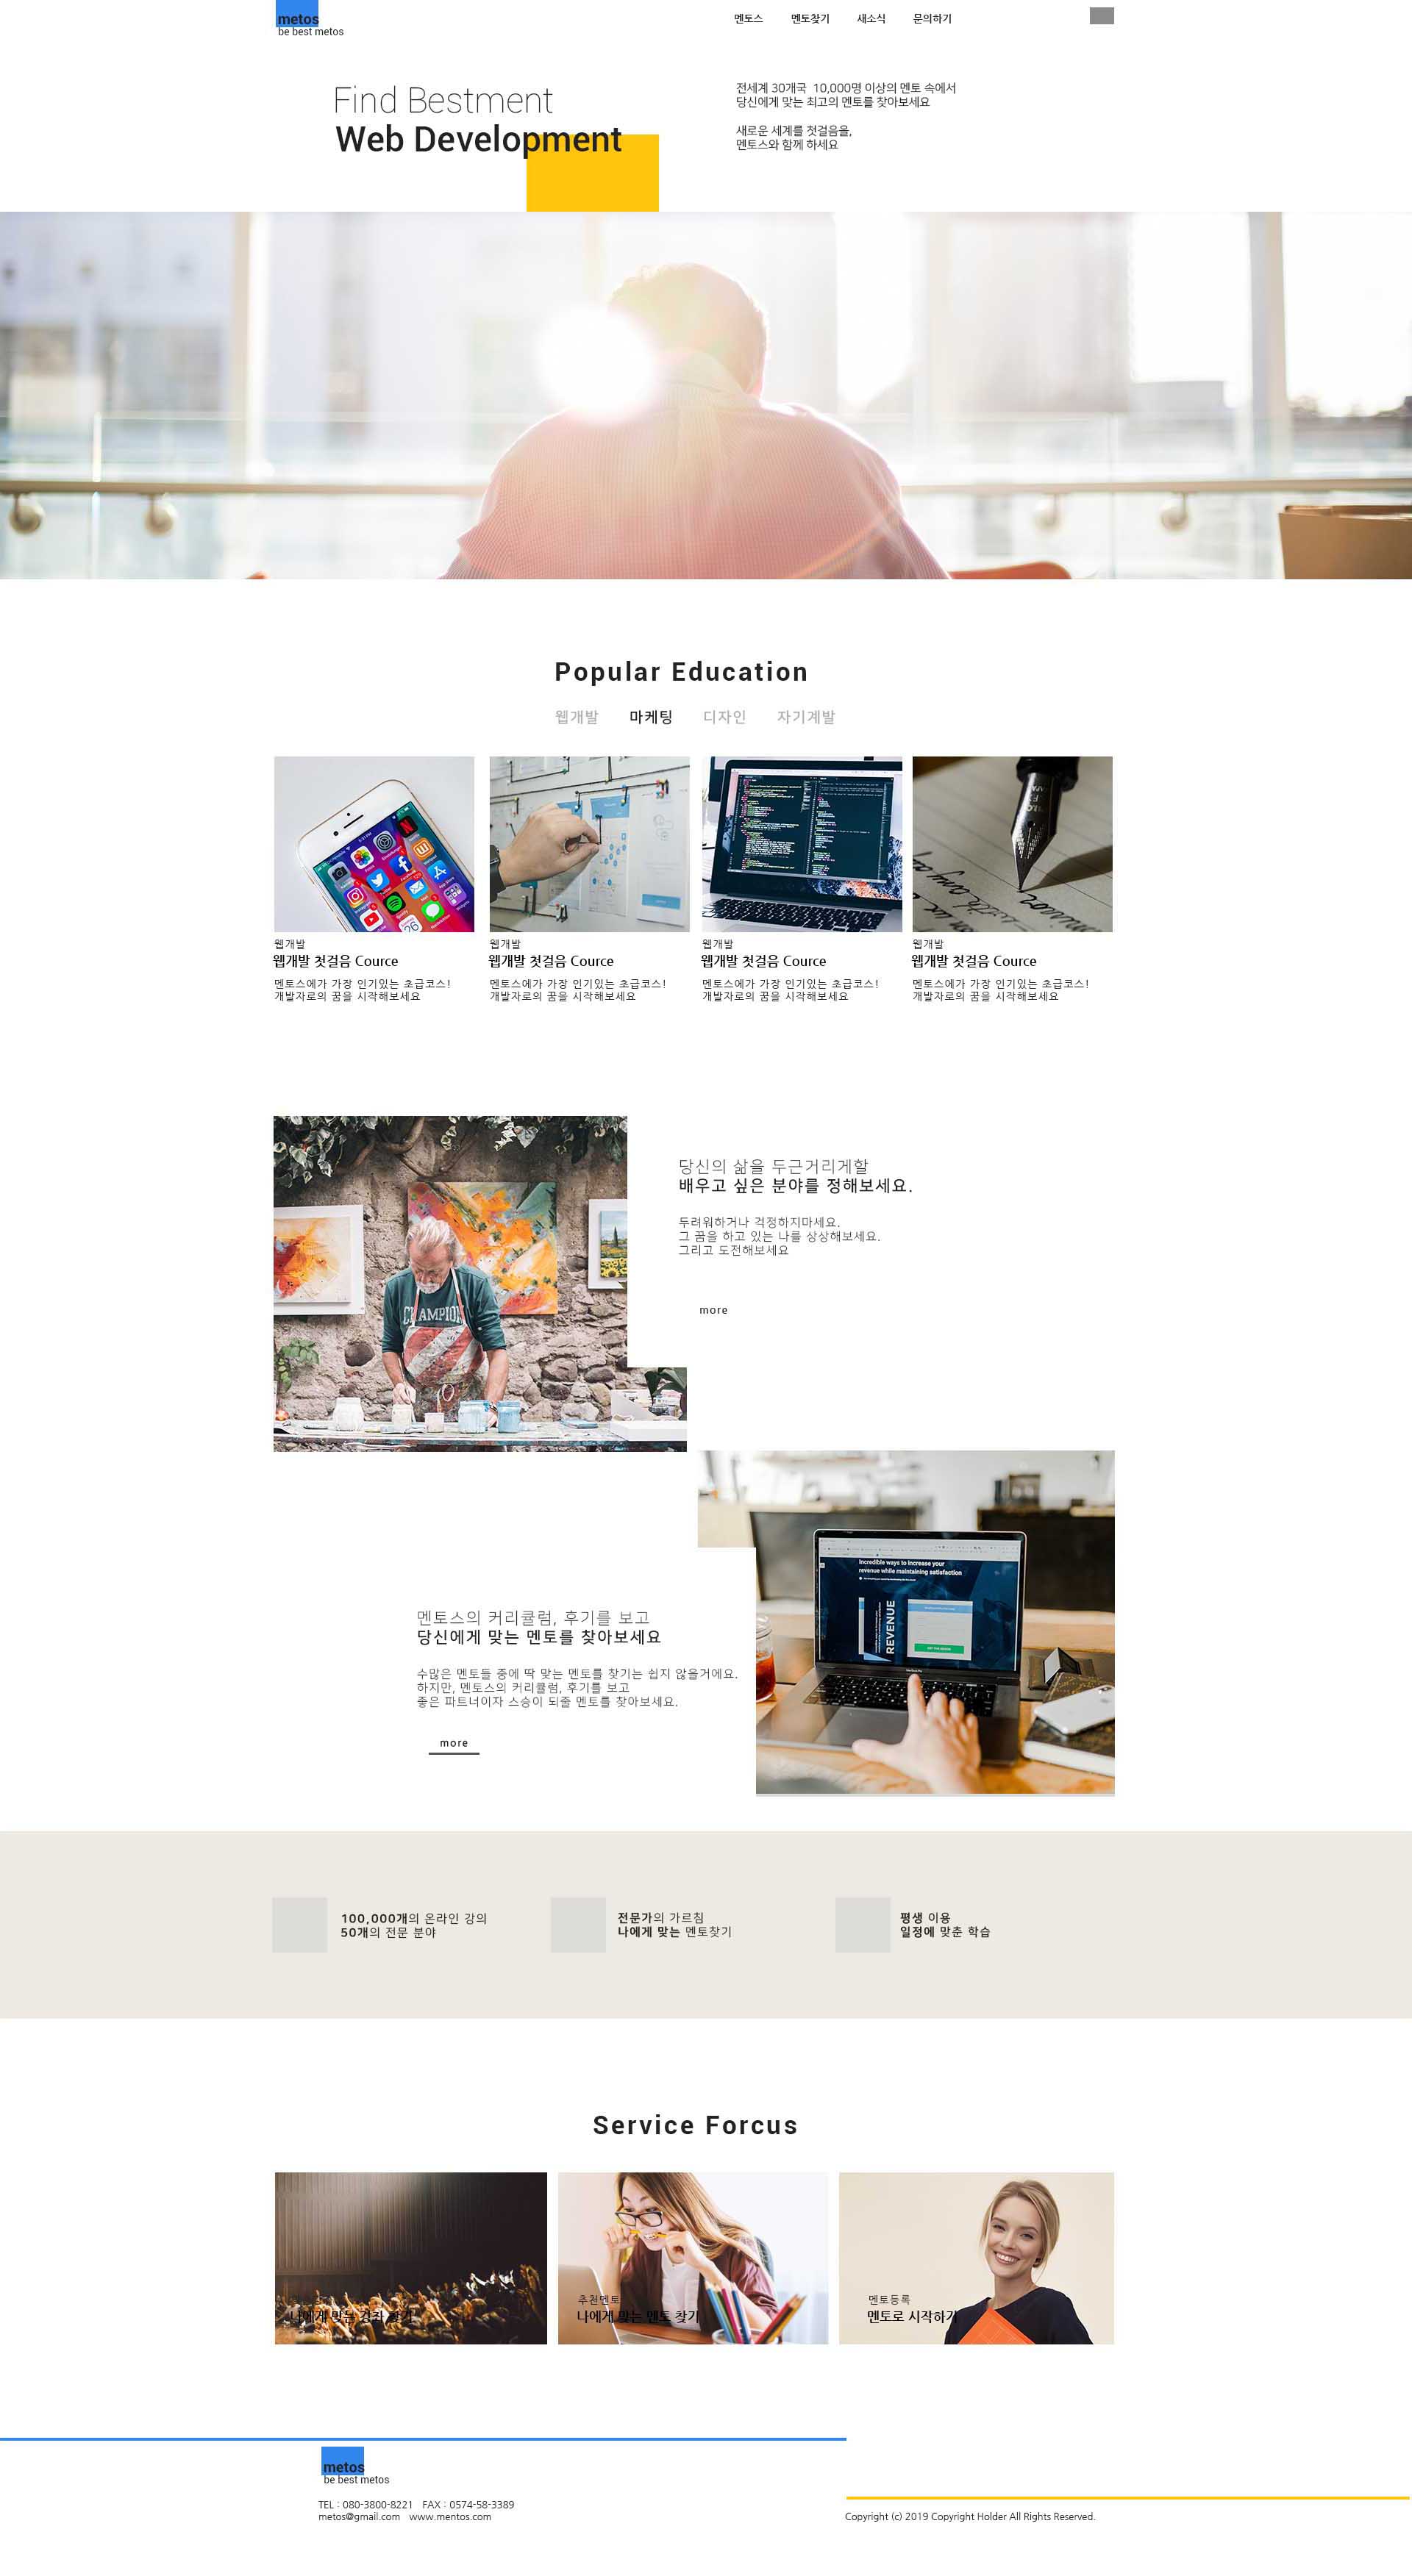 metos
be best metos
멘토스 멘토찾기 새소식 문의하기
Find Bestment
Web Development
전세계 30개국 10,000명 이상의 멘토 속에서
당신에게 맞는 최고의 멘토를 찾아보세요
새로운 세계를 첫걸음을,
멘토스와 함께 하세요
Popular Education
웹개발 마케팅 디자인 자기계발
웹개발
웹개발 첫걸음 Cource
멘토스에가 가장 인기있는 초급코스!
개발자로의 꿈을 시작해보세요
웹개발
웹개발 첫걸음 Cource
멘토스에가 가장 인기있는 초급코스!
개발자로의 꿈을 시작해보세요
웹개발
웹개발 첫걸음 Cource
멘토스에가 가장 인기있는 초급코스!
개발자로의 꿈을 시작해보세요
웹개발
웹개발 첫걸음 Cource
멘토스에가 가장 인기있는 초급코스!
개발자로의 꿈을 시작해보세요
CHAMPION
당신의 삶을 두근거리게할
배우고 싶은 분야를 정해보세요.
두려워하거나 걱정하지마세요.
그 꿈을 하고 있는 나를 상상해보세요.
그리고 도전해보세요
more
Incredible ways to increase your
revenue while maintaining satisfaction
REVENUE
멘토스의 커리큘럼, 후기를 보고
당신에게 맞는 멘토를 찾아보세요
수많은 멘토들 중에 딱 맞는 멘토를 찾기는 쉽지 않을거에요.
하지만, 멘토스의 커리큘럼, 후기를 보고
좋은 파트너이자 스승이 되줄 멘토를 찾아보세요.
more
100,000개의 온라인 강의
50개의 전문 분야
전문가의 가르침
나에게 맞는 멘토찾기
평생 이용
일정에 맞춘 학습
Service Forcus
나에게 맞는 강좌 찾기
추천멘토
나에게 맞는 멘토 찾기
멘토등록
멘토로 시작하기
metos
be best metos
TEL : 080-3800-8221 FAX : 0574-58-3389
metos@gmail.com www.mentos.com
Copyright (c) 2019 Copyright Holder All Rights Reserved.